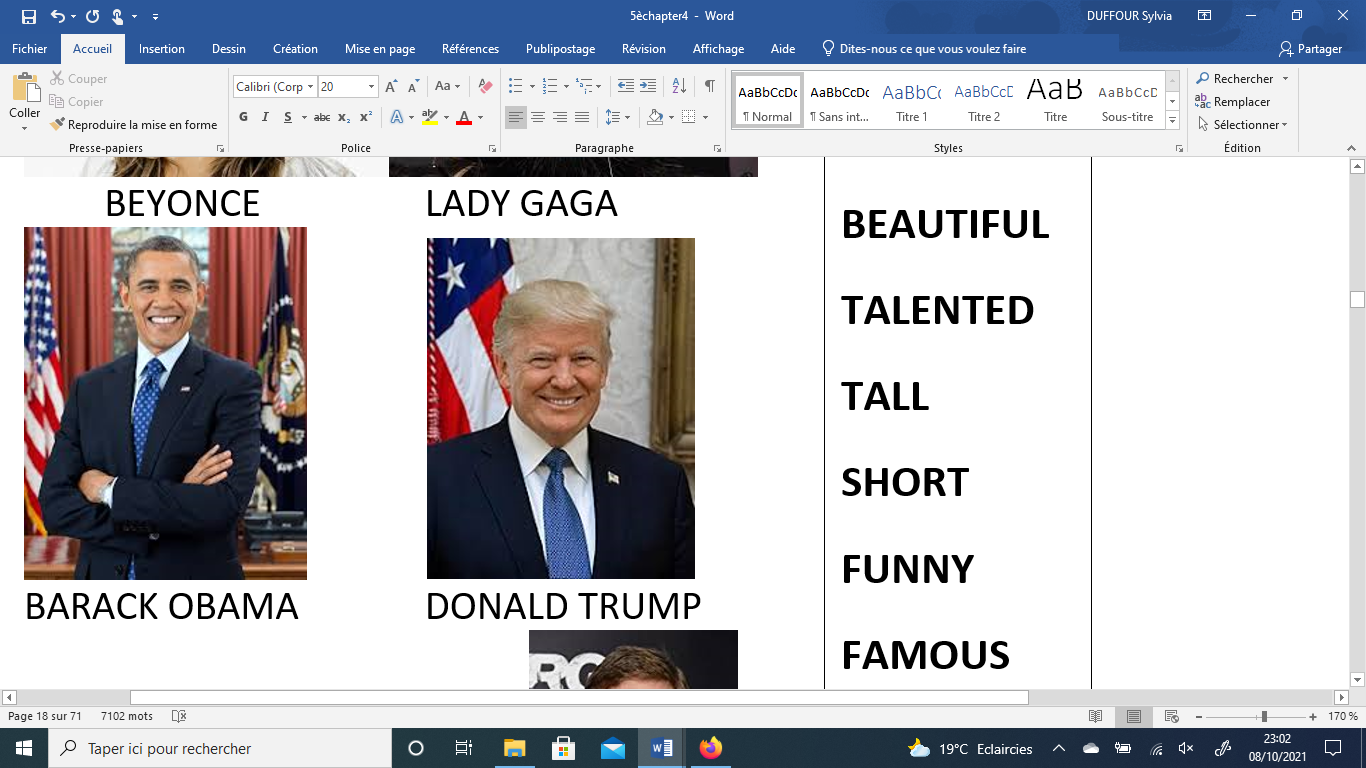 5èchapter4 - Word
DUFFOUR Sylvia
Fichier Accueil Insertion Dessin Création Mise en page Références Publipostage Révision Affichage Aide Dites-nous ce que vous voulez faire Partager
Coller
Couper
Copier
Reproduire la mise en forme
Presse-papiers
Calibri (Corp 20
G I S abc x₂ x²
Police
Paragraphe
AaBbCcDc AaBbCcDc AaBbCc AaBbCcD AaB AaBbCcD
¶ Normal ¶ Sans int... Titre 1 Titre 2 Titre Sous-titre
Styles
Rechercher
Remplacer
Sélectionner
Édition
BEYONCE LADY GAGA
BARACK OBAMA DONALD TRUMP
BEAUTIFUL
TALENTED
TALL
SHORT
FUNNY
FAMOUS
Page 18 sur 71 7102 mots 170 %
Taper ici pour rechercher
19°C Eclaircies
23:02
08/10/2021